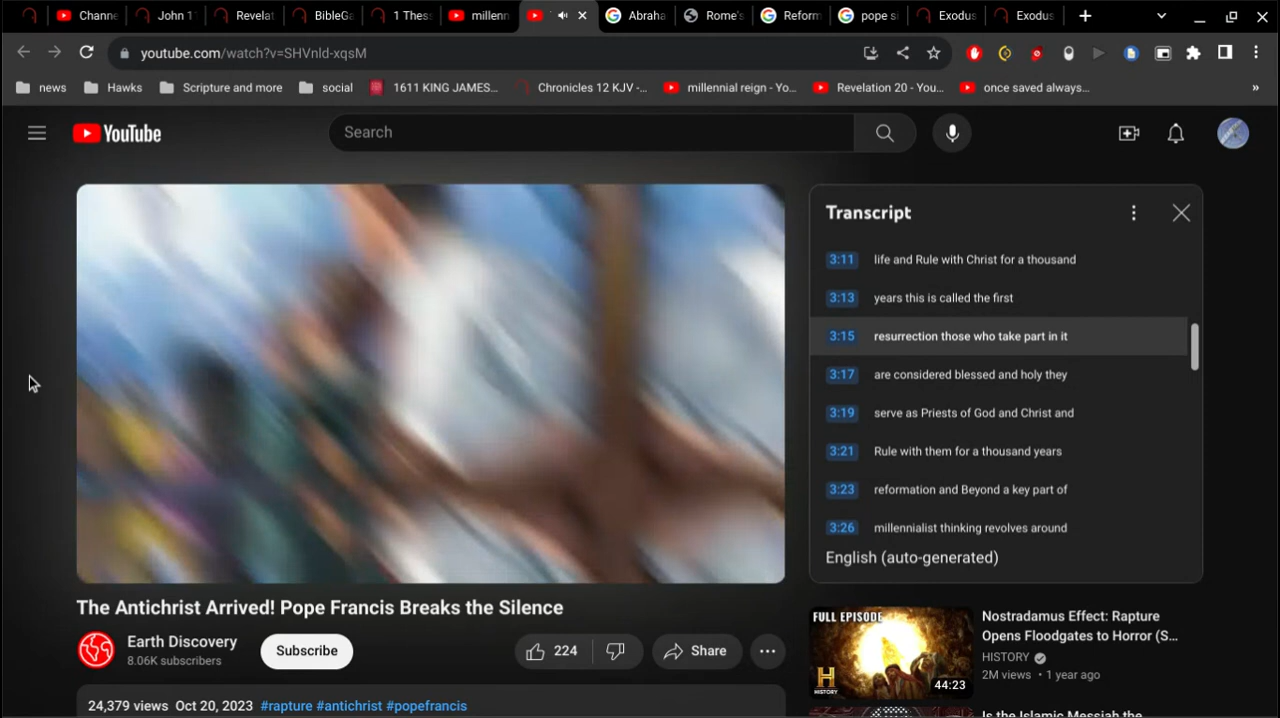 Channe
John 1
Revelat
BibleGa
1 Thess
millenn
Abraha
Rome's
Reform
pope si
Exodus
Exodus
youtube.com/watch?v=SHVnld-xqsM
news
Hawks
Scripture and more
social
1611 KING JAMES...
Chronicles 12 KJV -...
millennial reign - Yo...
Revelation 20 - You...
once saved always...
»
YouTube
Search
Transcript
3:11 life and Rule with Christ for a thousand
3:13 years this is called the first
3:15 resurrection those who take part in it
3:17 are considered blessed and holy they
3:19 serve as Priests of God and Christ and
3:21 Rule with them for a thousand years
3:23 reformation and Beyond a key part of
3:26 millennialist thinking revolves around
English (auto-generated)
The Antichrist Arrived! Pope Francis Breaks the Silence
Earth Discovery
8.06K subscribers
Subscribe
224
Share
24,379 views Oct 20, 2023 #rapture #antichrist #popefrancis
FULL EPISODE
HISTORY
44:23
Nostradamus Effect: Rapture
Opens Floodgates to Horror (S...
HISTORY
2M views • 1 year ago
Is the Islamic Messiah the